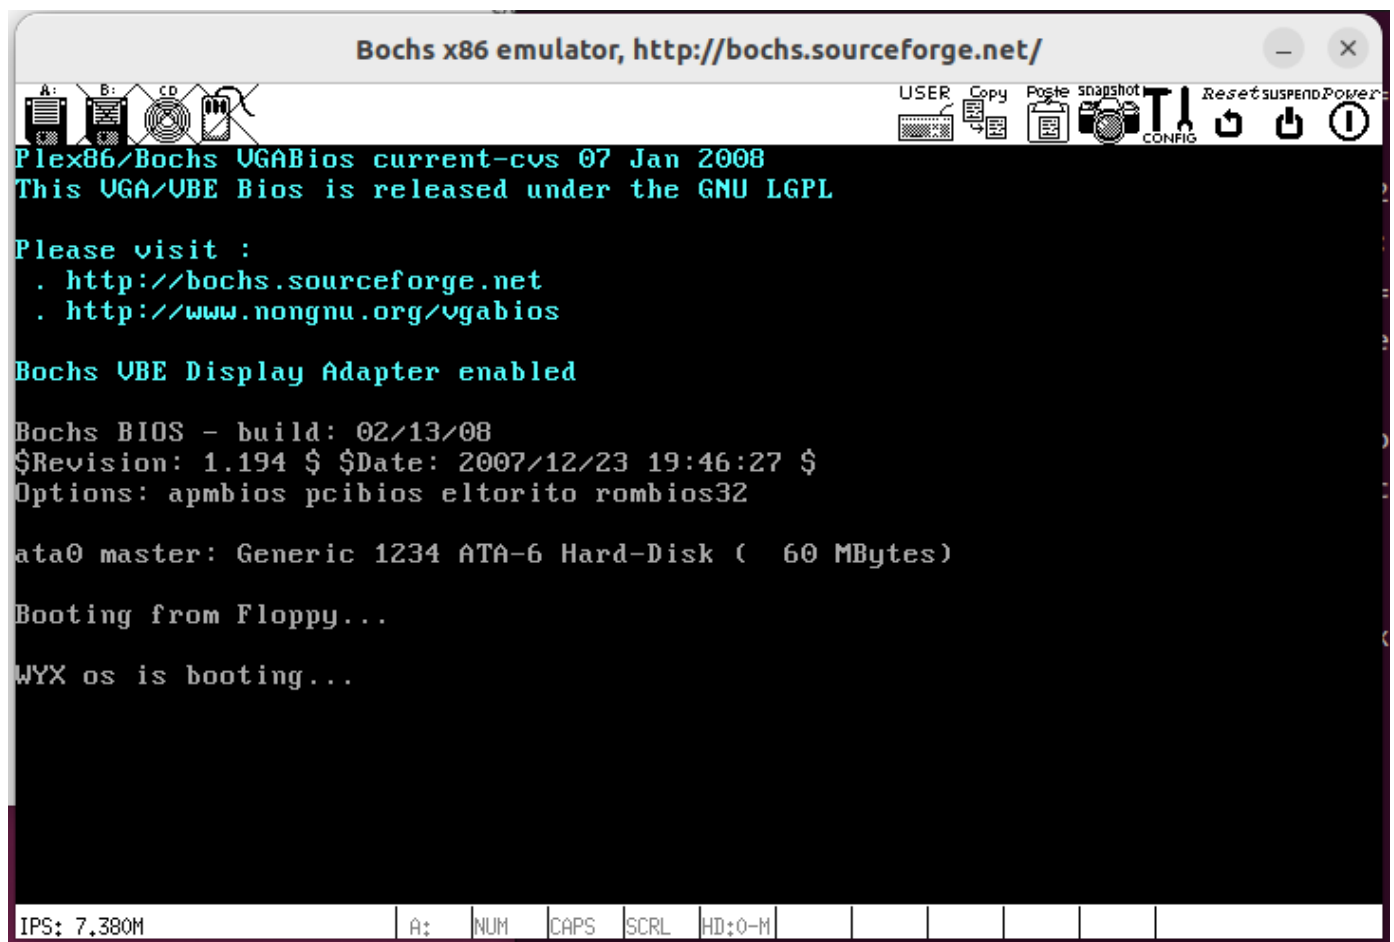 Bochs x86 emulator, http://bochs.sourceforge.net/
A: B: CD USER Copy Paste snapshot CONFIG Reset SUSPEND Power
Plex86/Bochs VGABios current-cvs 07 Jan 2008
This VGA/VBE Bios is released under the GNU LGPL
Please visit :
. http://bochs.sourceforge.net
. http://www.nongnu.org/vgabios
Bochs VBE Display Adapter enabled
Bochs BIOS - build: 02/13/08
$Revision: 1.194 $ $Date: 2007/12/23 19:46:27 $
Options: apmbios pcibios eltorito rombios32
ata0 master: Generic 1234 ATA-6 Hard-Disk (  60 MBytes)
Booting from Floppy...
WYX os is booting...
IPS: 7.380M A: NUM CAPS SCRL HD:0-M